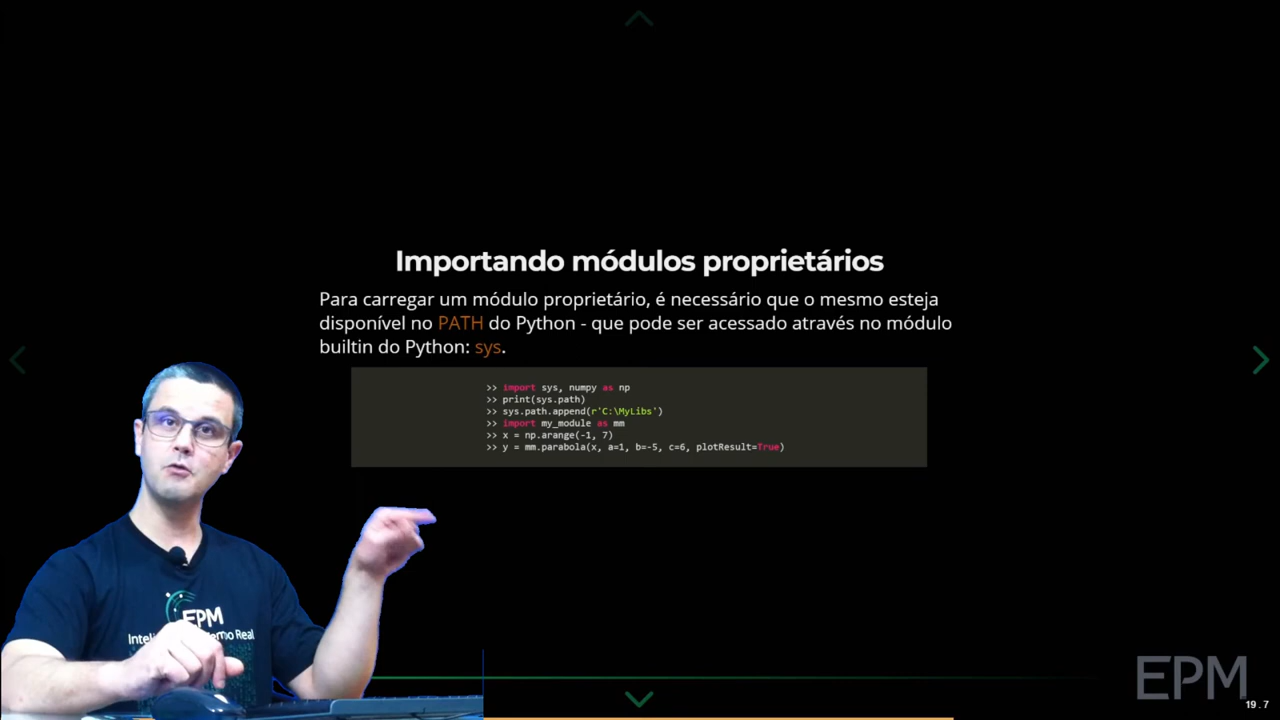 Importando módulos proprietários
Para carregar um módulo proprietário, é necessário que o mesmo esteja
disponível no PATH do Python - que pode ser acessado através no módulo
builtin do Python: sys.
>> import sys, numpy as np
>> print(sys.path)
>> sys.path.append(r'C:\MyLibs')
>> import my_module as mm
>> x = np.arange(-1, 7)
>> y = mm.parabola(x, a=1, b=-5, c=6, plotResult=True)
EPM
Real
EPM
19.7